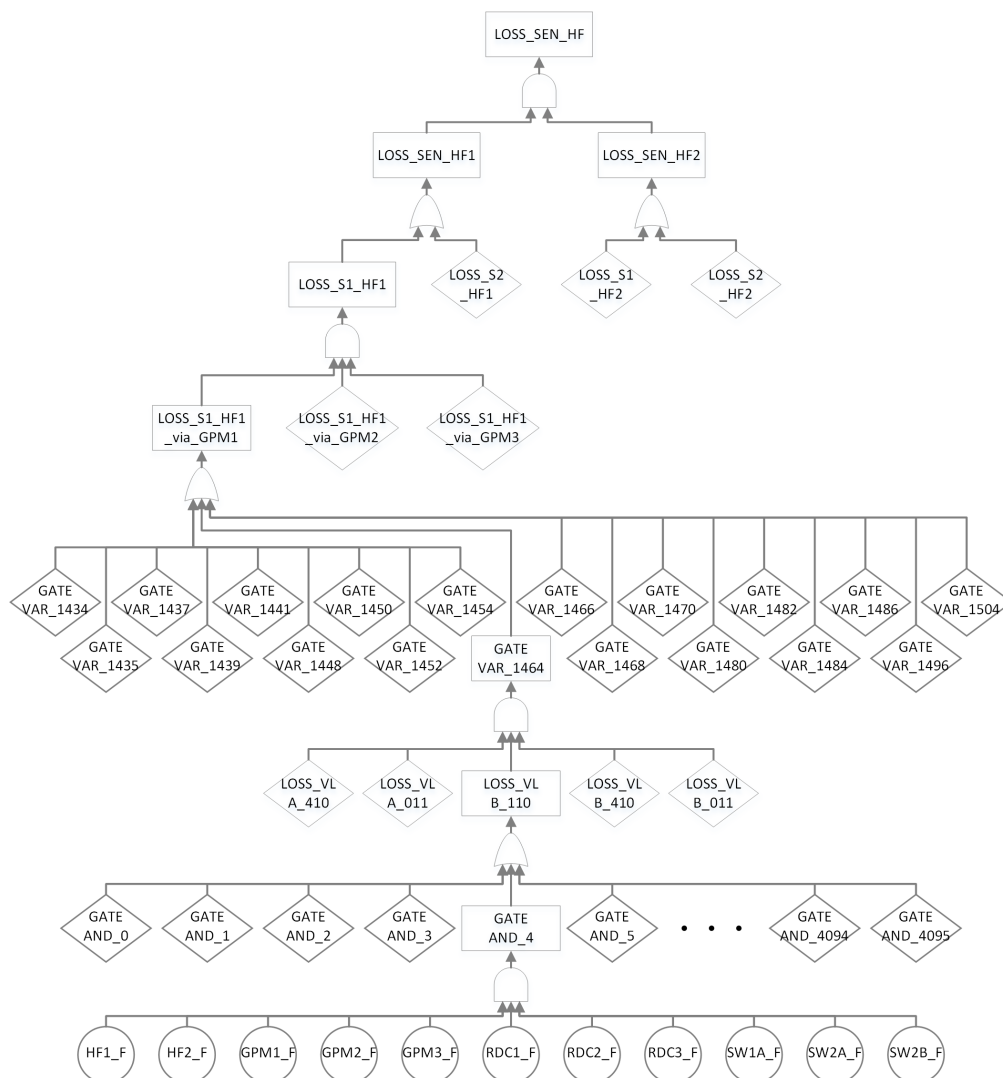 LOSS_SEN_HF
LOSS_SEN_HF1
LOSS_SEN_HF2
LOSS_S1_HF1
LOSS_S2
_HF1
LOSS_S1
_HF2
LOSS_S2
_HF2
LOSS_S1_HF1
_via_GPM1
LOSS_S1_HF1
_via_GPM2
LOSS_S1_HF1
_via_GPM3
GATE
VAR_1434
GATE
VAR_1437
GATE
VAR_1441
GATE
VAR_1450
GATE
VAR_1454
GATE
VAR_1466
GATE
VAR_1470
GATE
VAR_1482
GATE
VAR_1486
GATE
VAR_1504
GATE
VAR_1435
GATE
VAR_1439
GATE
VAR_1448
GATE
VAR_1452
GATE
VAR_1464
GATE
VAR_1468
GATE
VAR_1480
GATE
VAR_1484
GATE
VAR_1496
LOSS_VL
A_410
LOSS_VL
A_011
LOSS_VL
B_110
LOSS_VL
B_410
LOSS_VL
B_011
GATE
AND_0
GATE
AND_1
GATE
AND_2
GATE
AND_3
GATE
AND_4
GATE
AND_5
• • •
GATE
AND_4094
GATE
AND_4095
HF1_F
HF2_F
GPM1_F
GPM2_F
GPM3_F
RDC1_F
RDC2_F
RDC3_F
SW1A_F
SW2A_F
SW2B_F